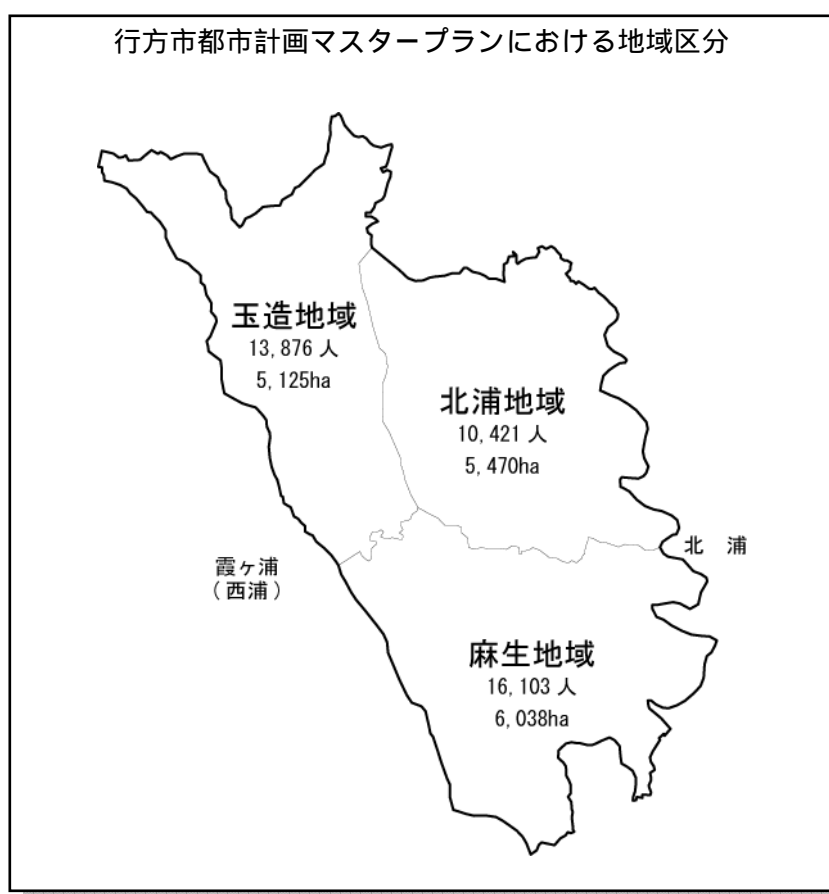 行方市都市計画マスタープランにおける地域区分
玉造地域
13,876 人
5,125ha
北浦地域
10,421 人
5,470ha
北 浦
霞ヶ浦
（西浦）
麻生地域
16,103 人
6,038ha